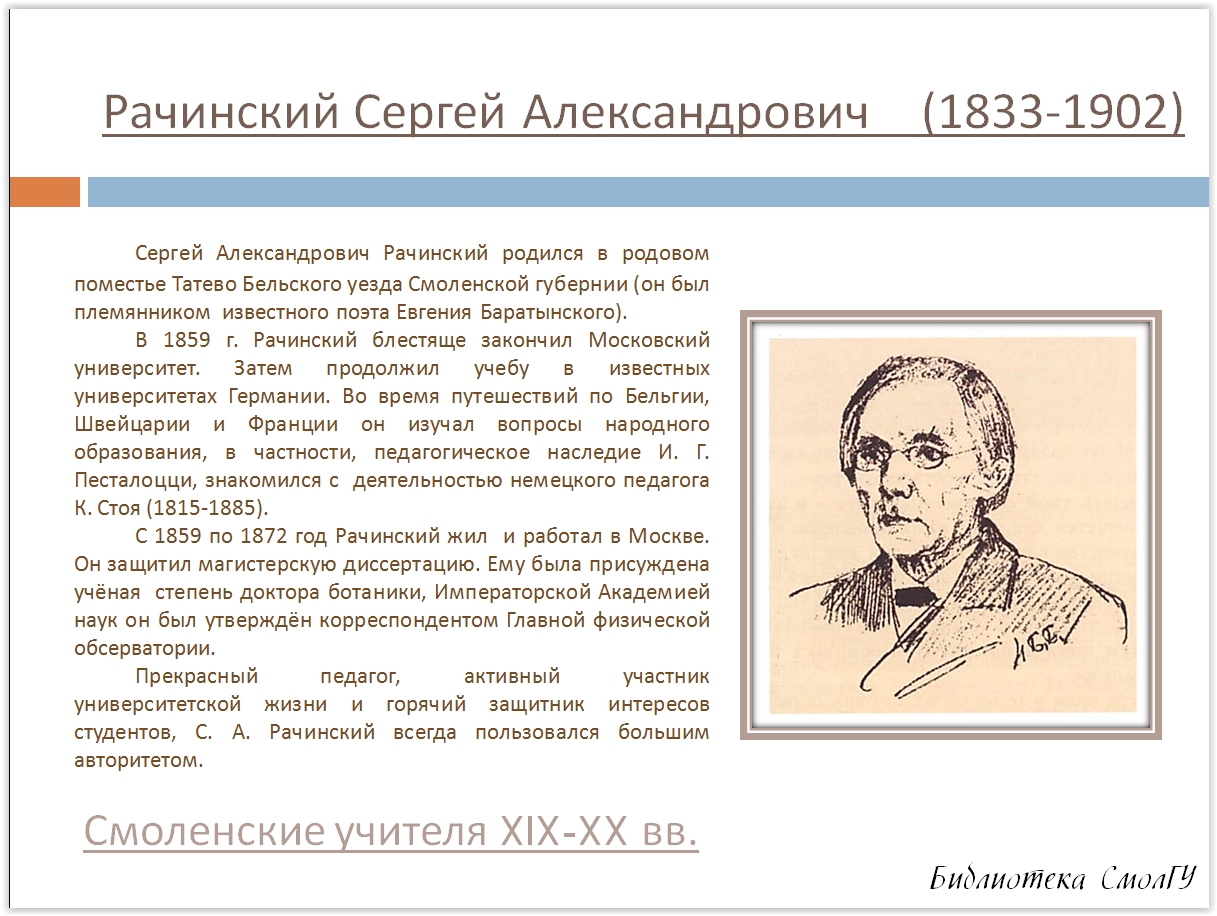 Рачинский Сергей Александрович (1833-1902)
Сергей Александрович Рачинский родился в родовом
поместье Татево Бельского уезда Смоленской губернии (он был
племянником известного поэта Евгения Баратынского).
В 1859 г. Рачинский блестяще закончил Московский
университет. Затем продолжил учебу в известных
университетах Германии. Во время путешествий по Бельгии,
Швейцарии и Франции он изучал вопросы народного
образования, в частности, педагогическое наследие И. Г.
Песталоцци, знакомился с деятельностью немецкого педагога
К. Стоя (1815-1885).
С 1859 по 1872 год Рачинский жил и работал в Москве.
Он защитил магистерскую диссертацию. Ему была присуждена
учёная степень доктора ботаники, Императорской Академией
наук он был утверждён корреспондентом Главной физической
обсерватории.
Прекрасный педагог, активный участник
университетской жизни и горячий защитник интересов
студентов, С. А. Рачинский всегда пользовался большим
авторитетом.
Смоленские учителя XIX-XX вв.
Библиотека СмолГУ